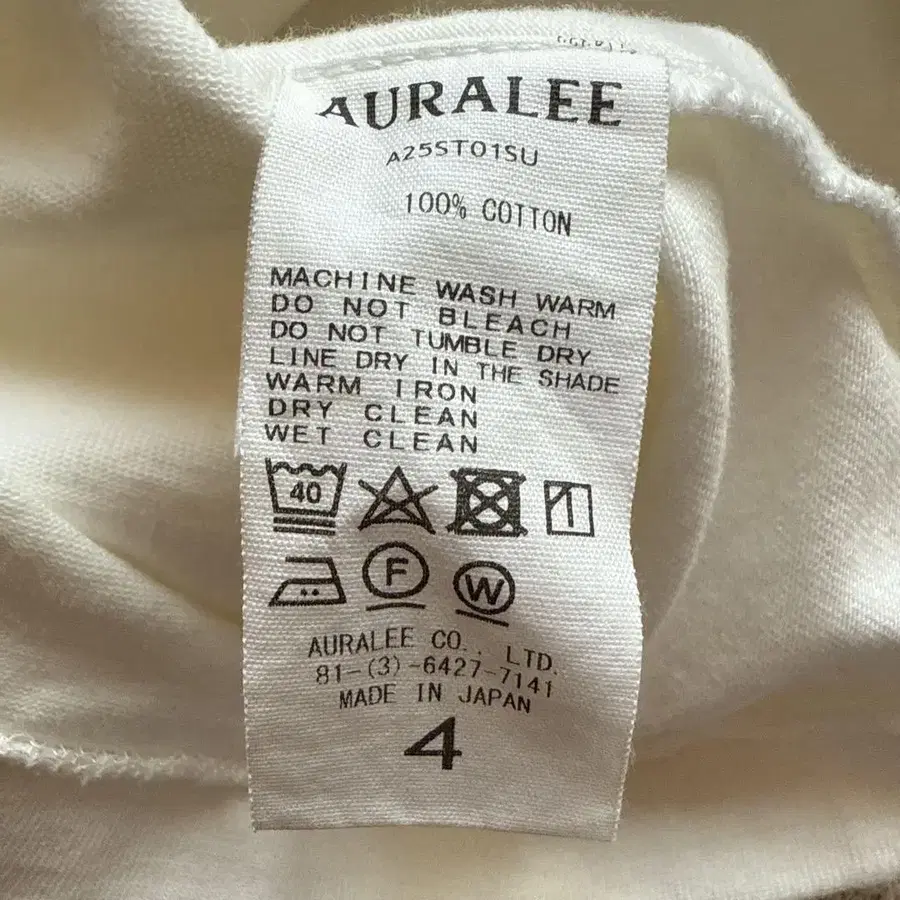 AURALEE
A25ST01SU
100% COTTON
MACHINE WASH WARM
DO NOT BLEACH
DO NOT TUMBLE DRY
LINE DRY IN THE SHADE
WARM IRON
DRY CLEAN
WET CLEAN
40
F W
AURALEE CO., LTD.
81-(3)-6427-7141
MADE IN JAPAN
4